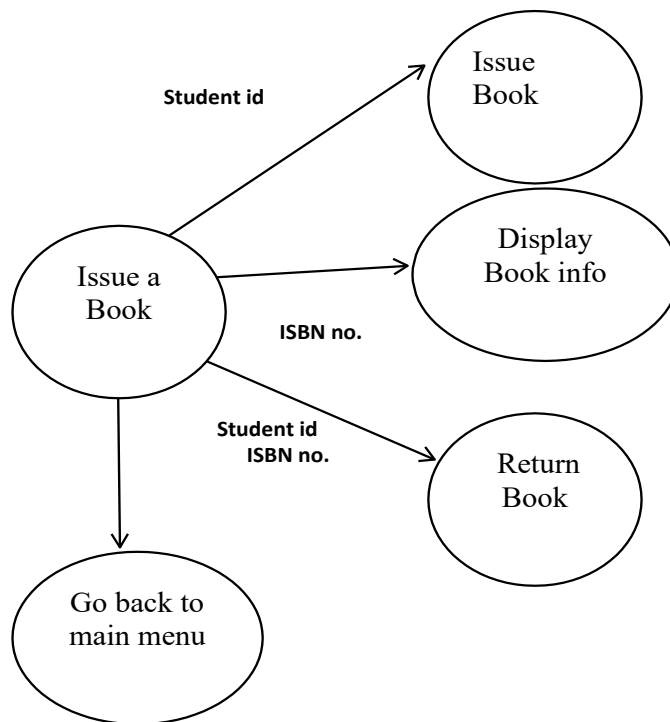 Issue
Book
Student id
Display
Book info
Issue a
Book
ISBN no.
Student id
ISBN no.
Return
Book
Go back to
main menu